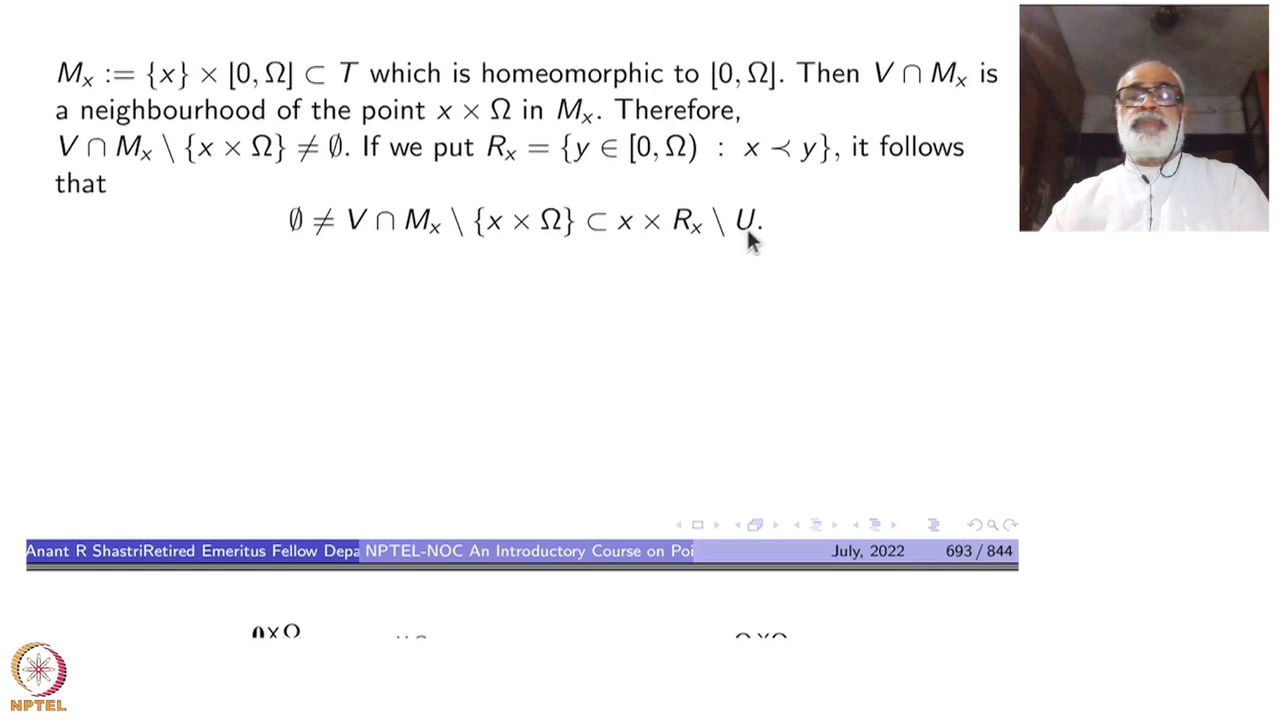 M_x := {x} × ⌊0, Ω⌋ ⊂ T which is homeomorphic to ⌊0, Ω⌋. Then V ∩ M_x is
a neighbourhood of the point x × Ω in M_x. Therefore,
V ∩ M_x \ {x × Ω} ≠ ∅. If we put R_x = {y ∈ [0, Ω) : x ≺ y}, it follows
that
∅ ≠ V ∩ M_x \ {x × Ω} ⊂ x × R_x \ U.
Anant R ShastriRetired Emeritus Fellow Depa NPTEL-NOC An Introductory Course on Poi July, 2022 693 / 844
0×Ω
NPTEL